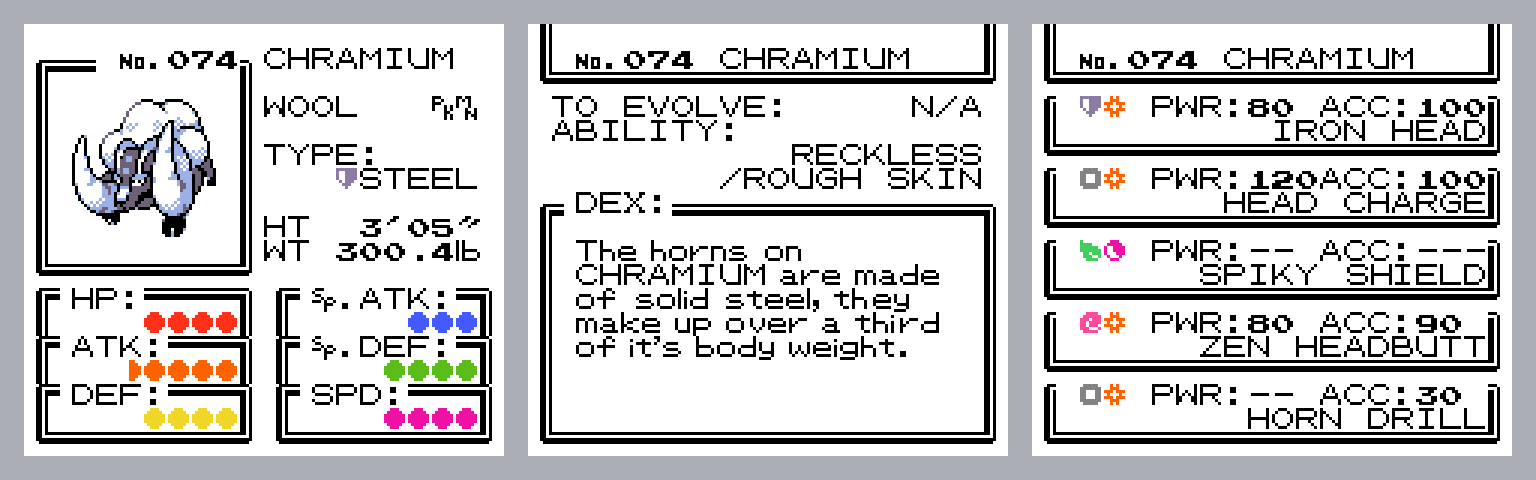 No.074 CHRAMIUM
WOOL PKMN
TYPE:
STEEL
HT 3'05"
WT 300.4lb
HP:
ATK:
DEF:
Sp.ATK:
Sp.DEF:
SPD:
No.074 CHRAMIUM
TO EVOLVE: N/A
ABILITY:
RECKLESS
/ROUGH SKIN
DEX:
The horns on
CHRAMIUM are made
of solid steel, they
make up over a third
of it's body weight.
No.074 CHRAMIUM
PWR:80 ACC:100
IRON HEAD
PWR:120ACC:100
HEAD CHARGE
PWR:-- ACC:---
SPIKY SHIELD
PWR:80 ACC:90
ZEN HEADBUTT
PWR:-- ACC:30
HORN DRILL